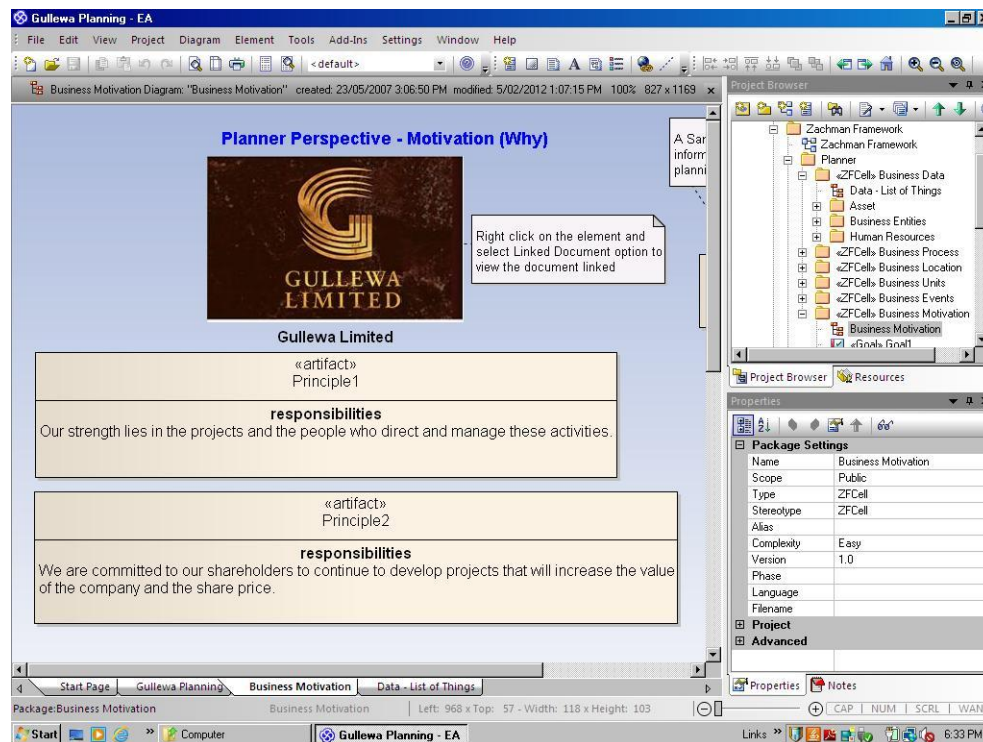 Gullewa Planning - EA
File Edit View Project Diagram Element Tools Add-Ins Settings Window Help
<default>
Business Motivation Diagram: "Business Motivation" created: 23/05/2007 3:06:50 PM modified: 5/02/2012 1:07:15 PM 100% 827 x 1169
Planner Perspective - Motivation (Why)
A Sar
inform
planni
GULLEWA
LIMITED
Right click on the element and
select Linked Document option to
view the document linked
Gullewa Limited
«artifact»
Principle1
responsibilities
Our strength lies in the projects and the people who direct and manage these activities.
«artifact»
Principle2
responsibilities
We are committed to our shareholders to continue to develop projects that will increase the value
of the company and the share price.
Start Page Gullewa Planning Business Motivation Data - List of Things
Project Browser
Zachman Framework
Zachman Framework
Planner
«ZFCell» Business Data
Data - List of Things
Asset
Business Entities
Human Resources
«ZFCell» Business Process
«ZFCell» Business Location
«ZFCell» Business Units
«ZFCell» Business Events
«ZFCell» Business Motivation
Business Motivation
«Goal» Goal1
Project Browser Resources
Properties
Package Settings
Name Business Motivation
Scope Public
Type ZFCell
Stereotype ZFCell
Alias
Complexity Easy
Version 1.0
Phase
Language
Filename
Project
Advanced
Properties Notes
Package:Business Motivation Business Motivation Left: 968 x Top: 57 - Width: 118 x Height: 103 CAP NUM SCRL WAN
Start Computer Gullewa Planning - EA Links 6:33 PM